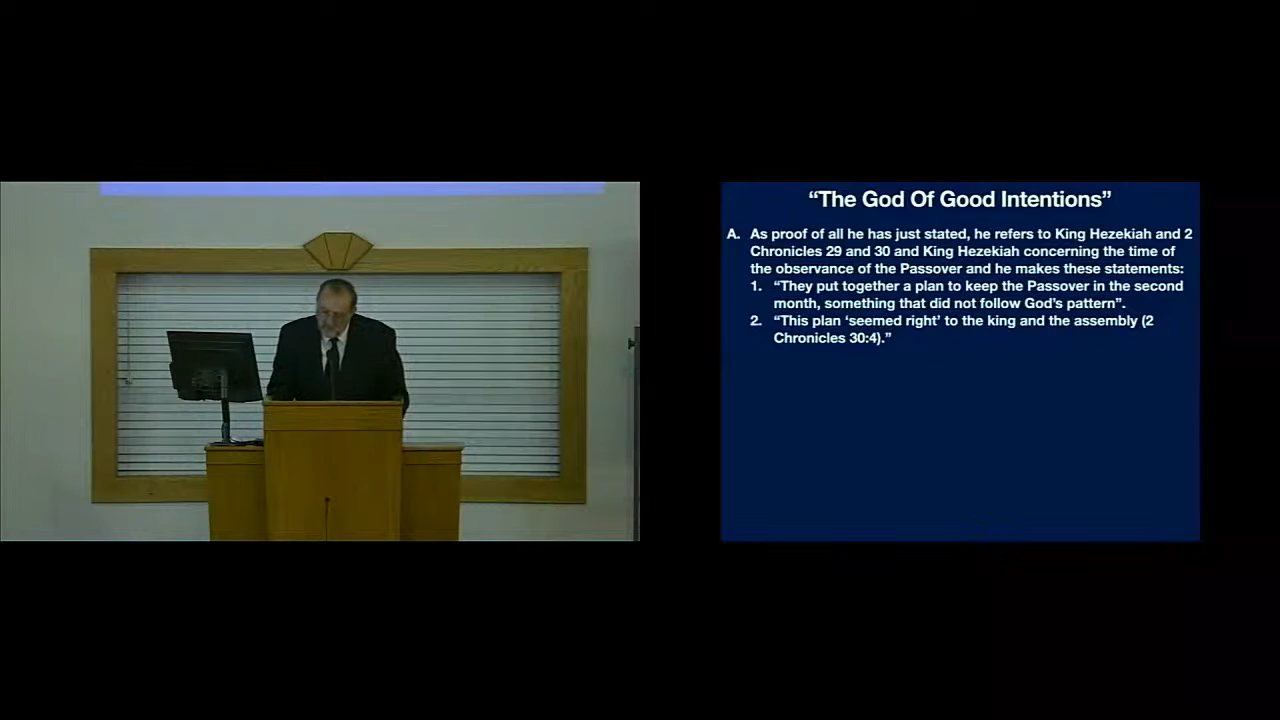 “The God Of Good Intentions”
A. As proof of all he has just stated, he refers to King Hezekiah and 2
Chronicles 29 and 30 and King Hezekiah concerning the time of
the observance of the Passover and he makes these statements:
1. “They put together a plan to keep the Passover in the second
month, something that did not follow God’s pattern”.
2. “This plan ‘seemed right’ to the king and the assembly (2
Chronicles 30:4).”